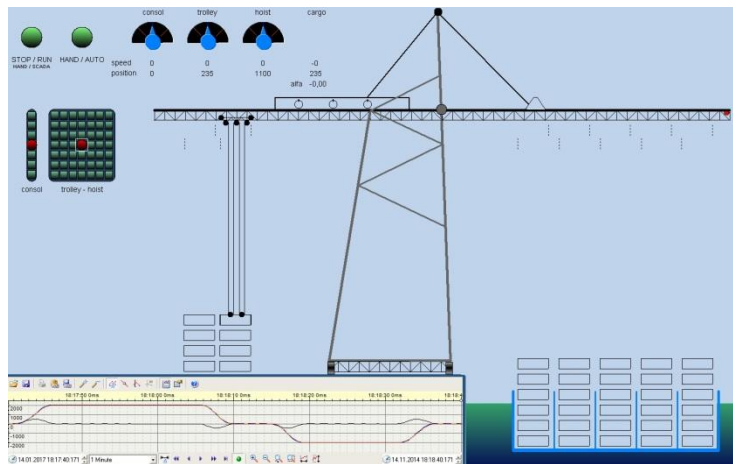 consol trolley hoist cargo
STOP / RUN HAND / AUTO
HAND / SCADA
speed 0 0 0 -0
position 0 235 1100 235
alfa -0,00
consol trolley - hoist
18:17:50 0ms 18:18:00 0ms 18:18:10 0ms 18:18:20 0ms 18:18:30 0ms 18:18:4
2000
1000
0
-1000
-2000
14.01.2017 18:17:40:171 1 Minute 14.11.2014 18:18:40:171